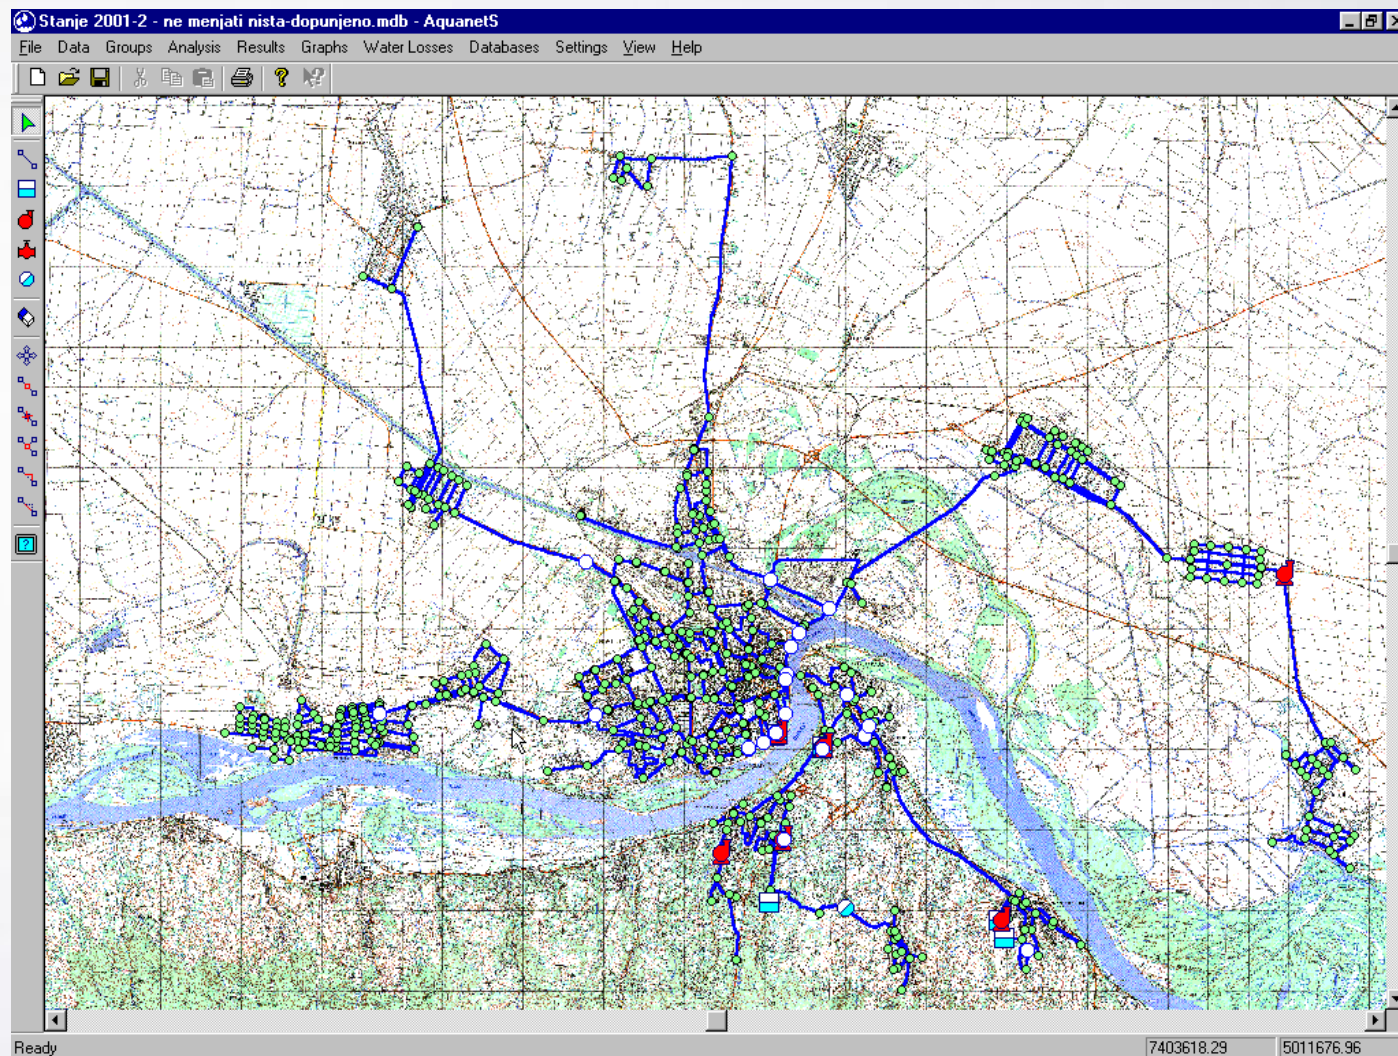 Stanje 2001-2 - ne menjati nista-dopunjeno.mdb - AquanetS
File Data Groups Analysis Results Graphs Water Losses Databases Settings View Help
Ready 7403618.29 5011676.96